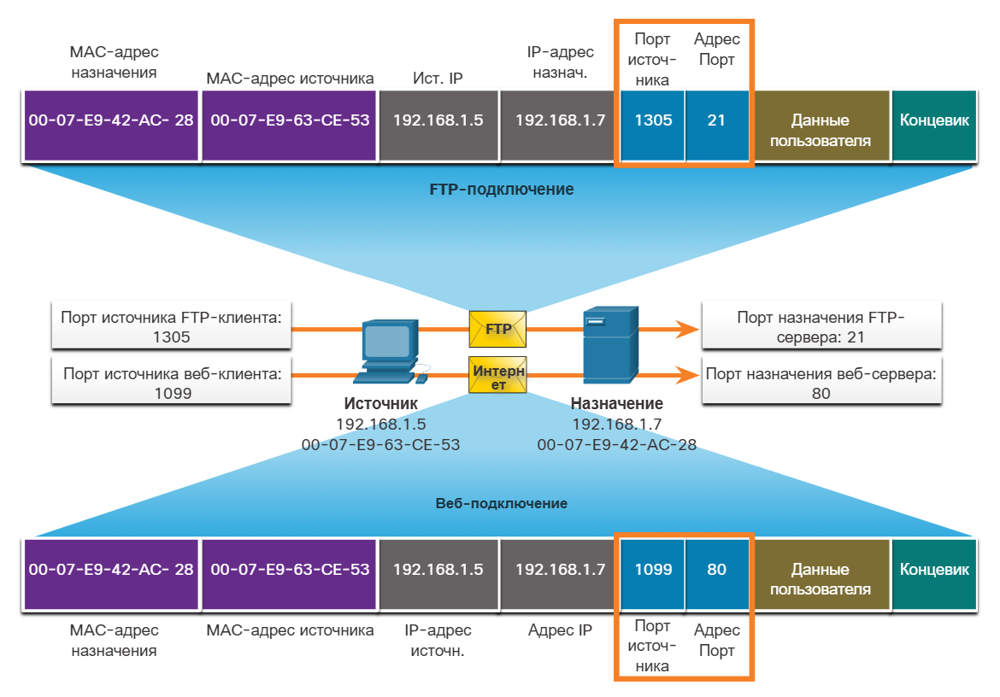 MAC-адрес
назначения
MAC-адрес источника
Ист. IP
IP-адрес
назнач.
Порт
источ-
ника
Адрес
Порт
00-07-E9-42-AC- 28
00-07-E9-63-CE-53
192.168.1.5
192.168.1.7
1305
21
Данные
пользователя
Концевик
FTP-подключение
Порт источника FTP-клиента:
1305
FTP
Порт назначения FTP-
сервера: 21
Порт источника веб-клиента:
1099
Интерн
ет
Порт назначения веб-сервера:
80
Источник
192.168.1.5
00-07-E9-63-CE-53
Назначение
192.168.1.7
00-07-E9-42-AC-28
Веб-подключение
00-07-E9-42-AC- 28
00-07-E9-63-CE-53
192.168.1.5
192.168.1.7
1099
80
Данные
пользователя
Концевик
MAC-адрес
назначения
MAC-адрес источника
IP-адрес
источн.
Адрес IP
Порт
источ-
ника
Адрес
Порт